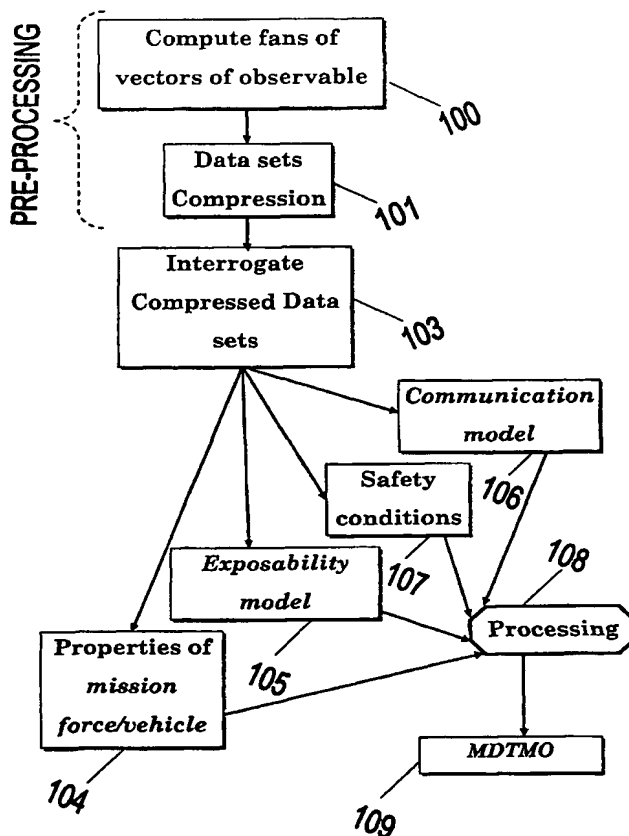 PRE-PROCESSING
Compute fans of
vectors of observable
100
Data sets
Compression
101
Interrogate
Compressed Data
sets
103
Communication
model
106
Safety
conditions
107
108
Exposability
model
105
Processing
Properties of
mission
force/vehicle
104
MDTMO
109